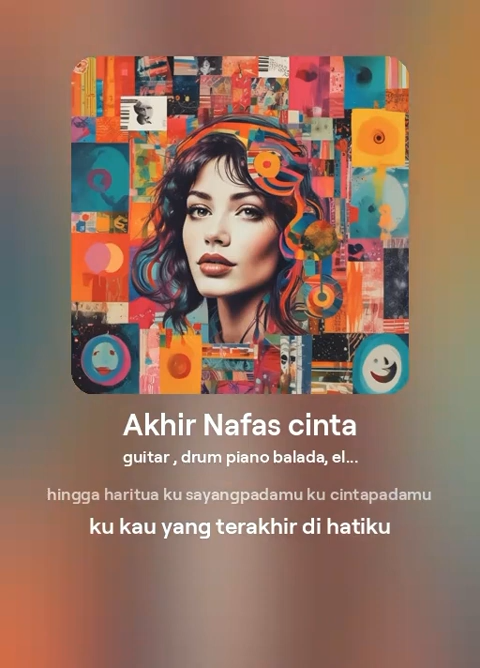 Akhir Nafas cinta
guitar , drum piano balada, el...
hingga haritua ku sayangpadamu ku cintapadamu
ku kau yang terakhir di hatiku